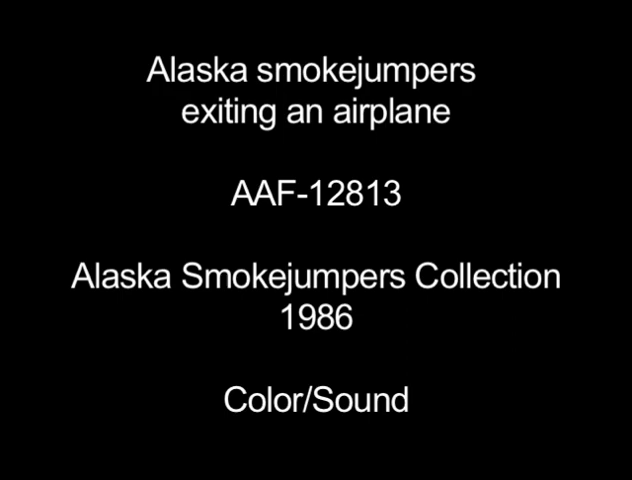 Alaska smokejumpers
exiting an airplane
AAF-12813
Alaska Smokejumpers Collection
1986
Color/Sound